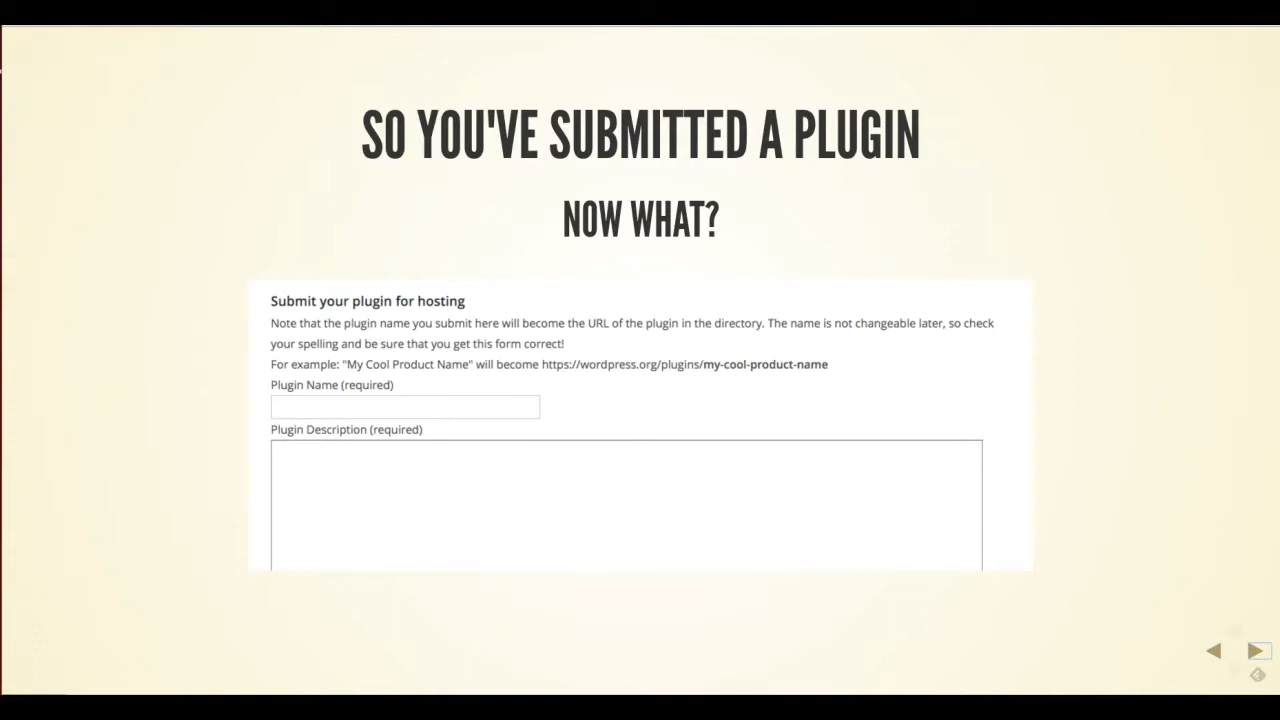 SO YOU'VE SUBMITTED A PLUGIN
NOW WHAT?
Submit your plugin for hosting
Note that the plugin name you submit here will become the URL of the plugin in the directory. The name is not changeable later, so check
your spelling and be sure that you get this form correct!
For example: "My Cool Product Name" will become https://wordpress.org/plugins/my-cool-product-name
Plugin Name (required)
Plugin Description (required)